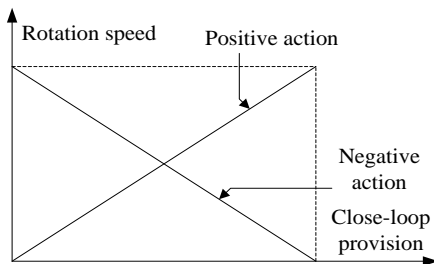 Rotation speed
Positive action
Negative
action
Close-loop
provision